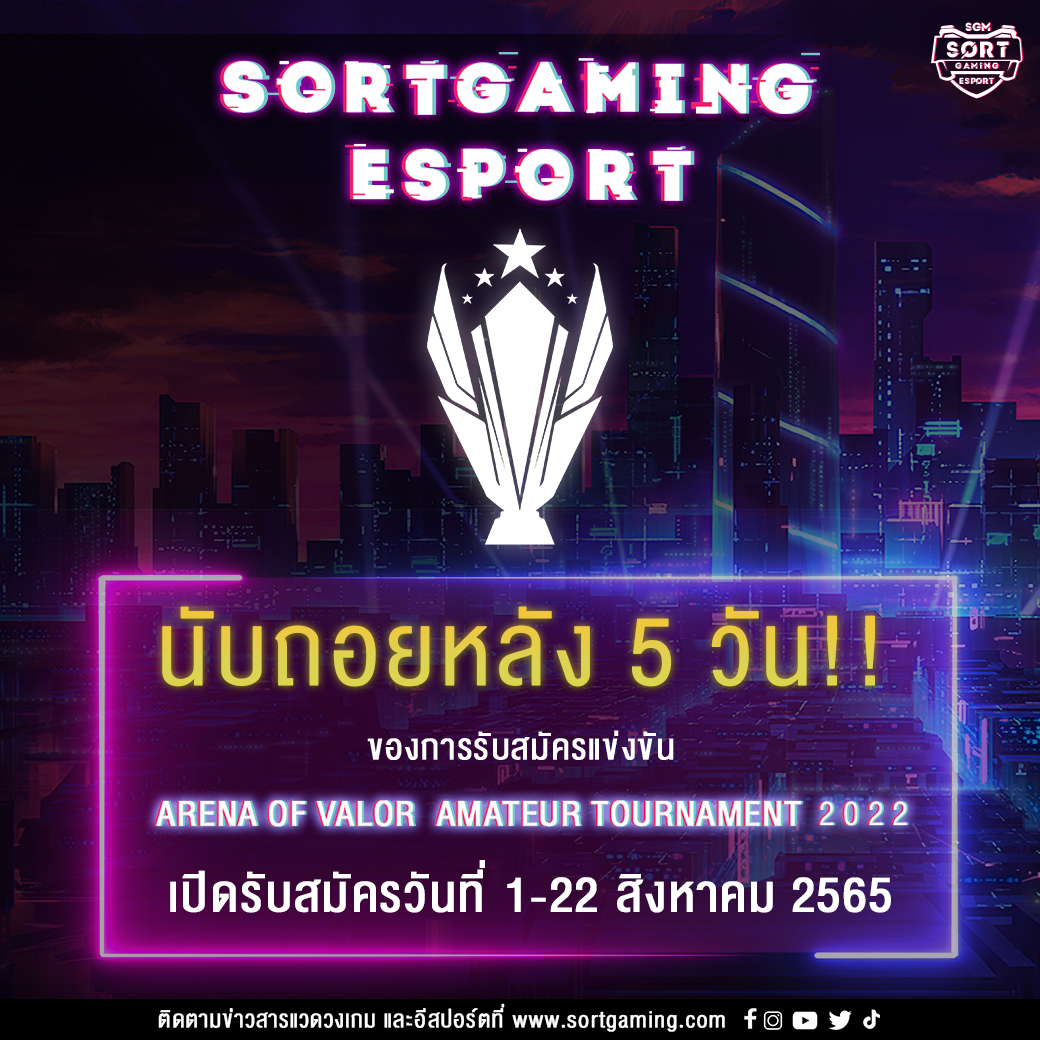 SGM
SORT
GAMING
ESPORT
SORTGAMING
ESPORT
นับถอยหลัง 5 วัน!!
ของการรับสมัครแข่งขัน
ARENA OF VALOR AMATEUR TOURNAMENT 2022
เปิดรับสมัครวันที่ 1-22 สิงหาคม 2565
ติดตามข่าวสารแวดวงเกม และอีสปอร์ตที่ www.sortgaming.com